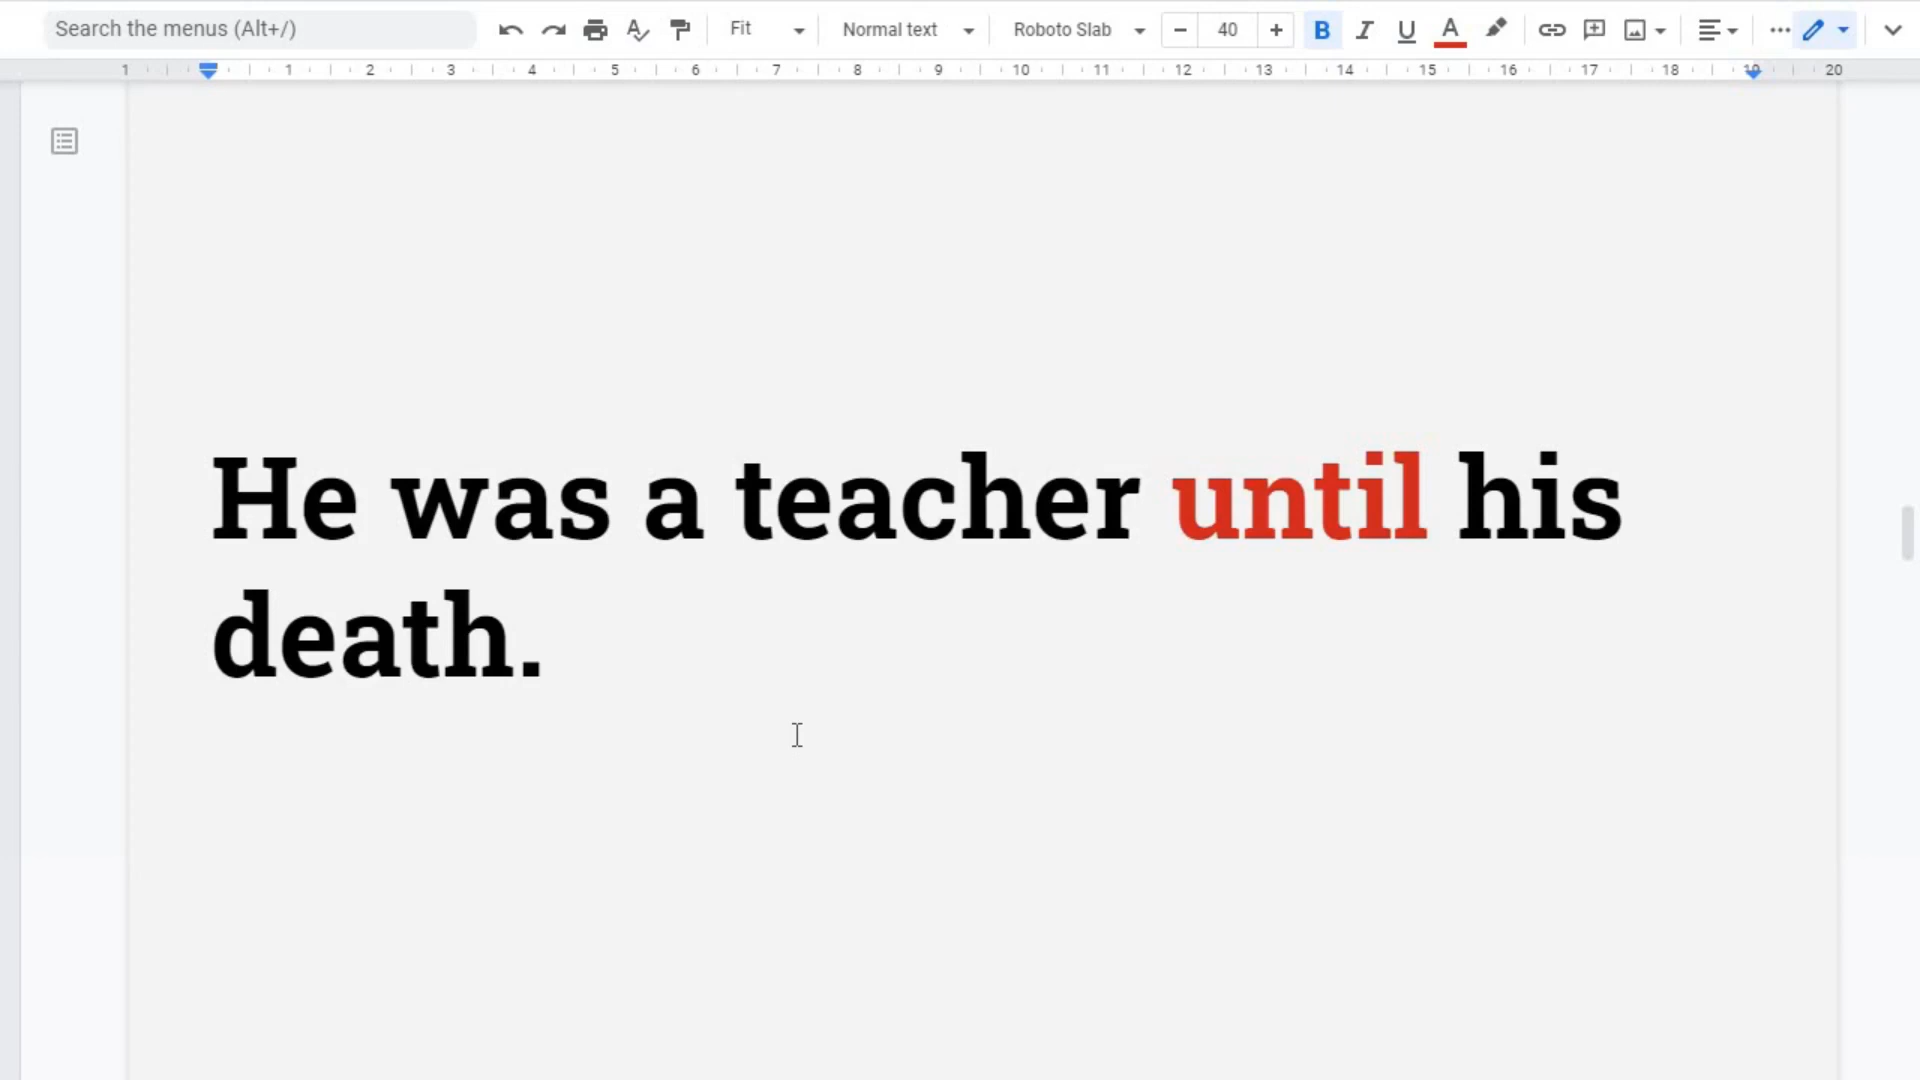 Search the menus (Alt+/) Fit Normal text Roboto Slab 40 B I U A
1 1 2 3 4 5 6 7 8 9 10 11 12 13 14 15 16 17 18 19 20
He was a teacher until his
death.